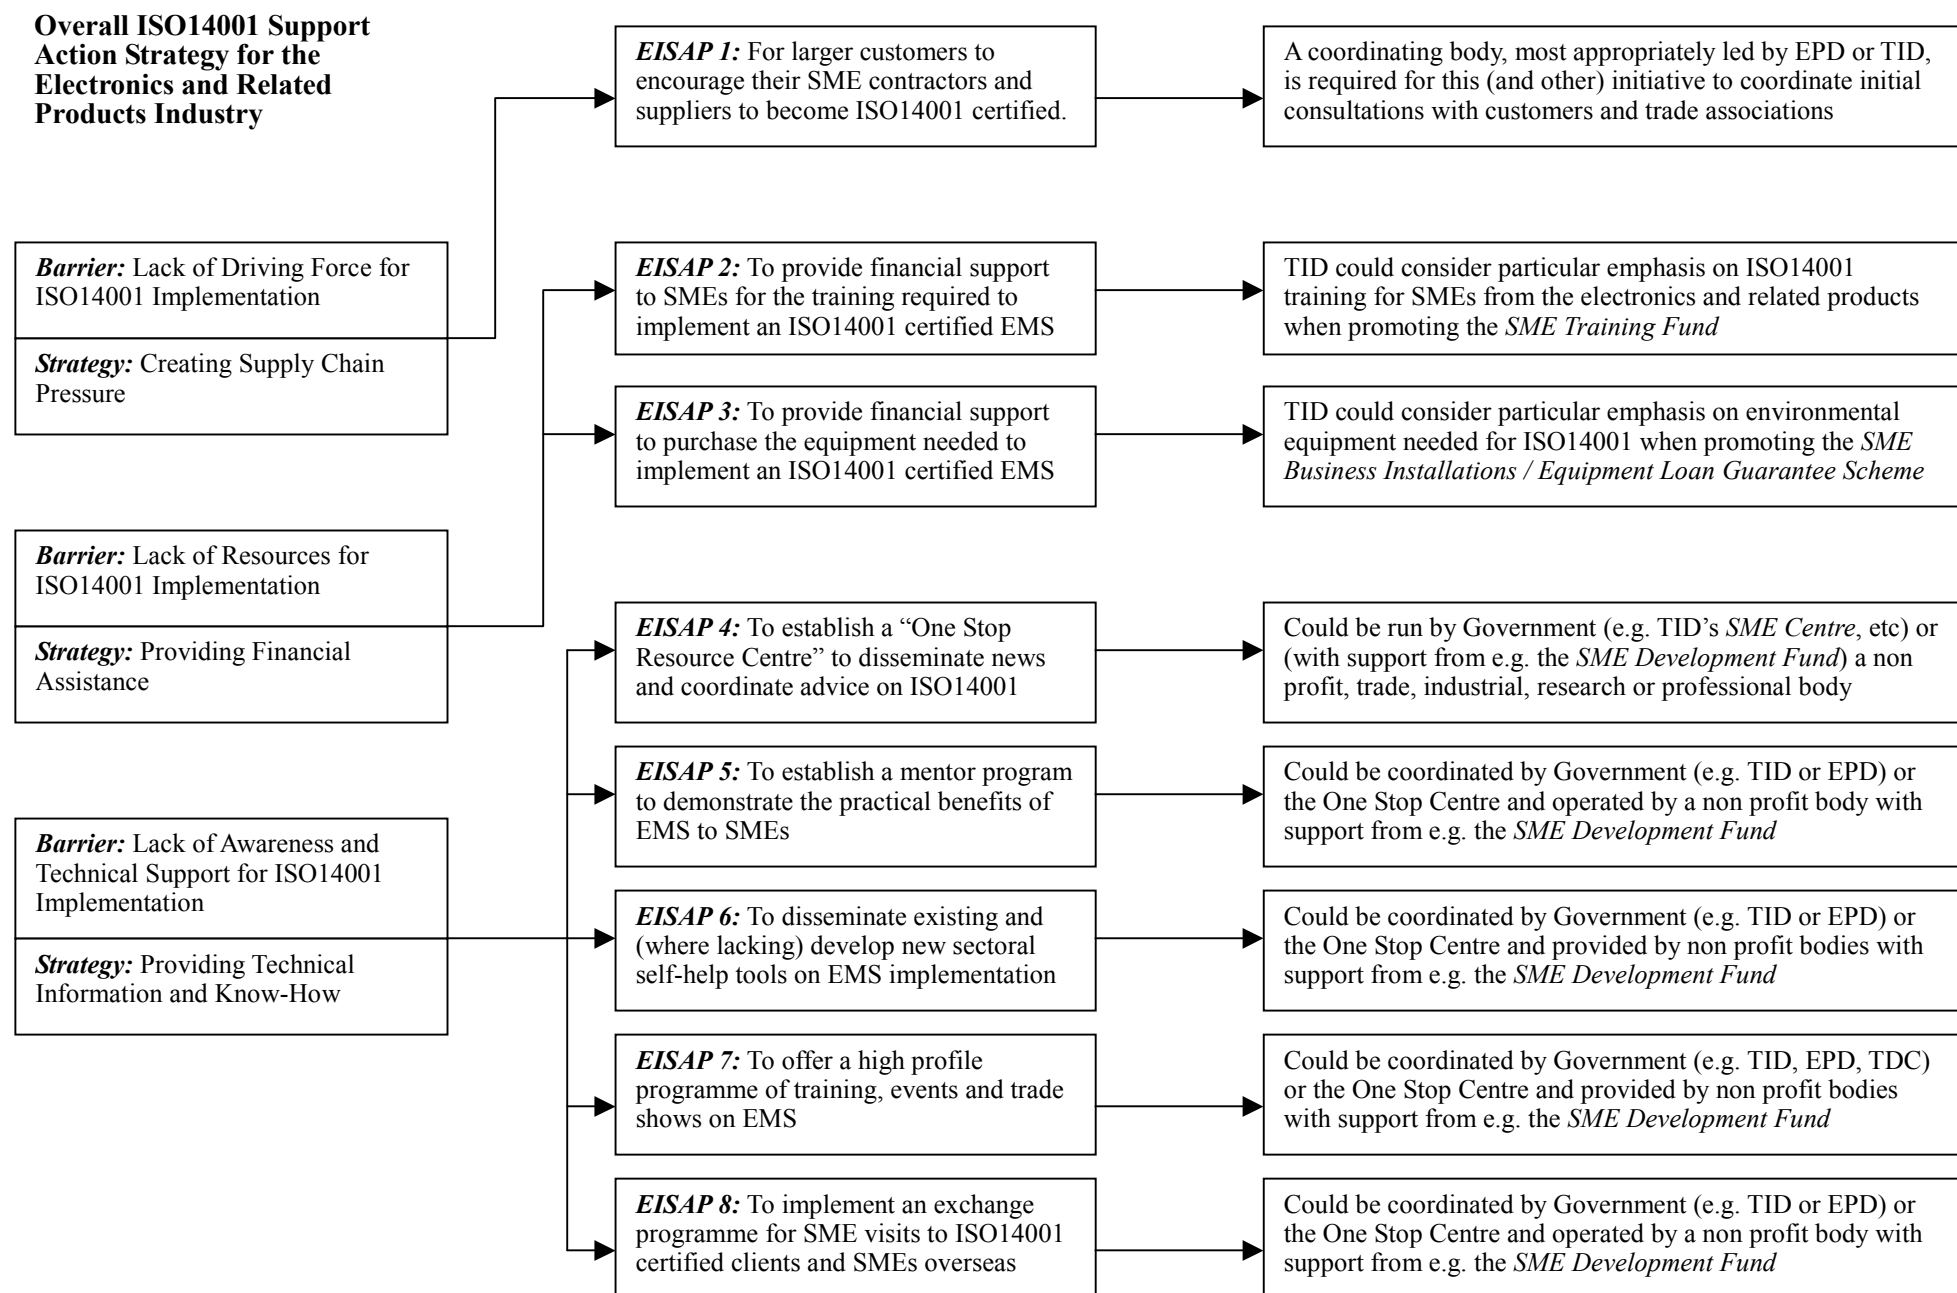 Overall ISO14001 Support
Action Strategy for the
Electronics and Related
Products Industry
Barrier: Lack of Driving Force for
ISO14001 Implementation
Strategy: Creating Supply Chain
Pressure
Barrier: Lack of Resources for
ISO14001 Implementation
Strategy: Providing Financial
Assistance
Barrier: Lack of Awareness and
Technical Support for ISO14001
Implementation
Strategy: Providing Technical
Information and Know-How
EISAP 1: For larger customers to
encourage their SME contractors and
suppliers to become ISO14001 certified.
A coordinating body, most appropriately led by EPD or TID,
is required for this (and other) initiative to coordinate initial
consultations with customers and trade associations
EISAP 2: To provide financial support
to SMEs for the training required to
implement an ISO14001 certified EMS
TID could consider particular emphasis on ISO14001
training for SMEs from the electronics and related products
when promoting the SME Training Fund
EISAP 3: To provide financial support
to purchase the equipment needed to
implement an ISO14001 certified EMS
TID could consider particular emphasis on environmental
equipment needed for ISO14001 when promoting the SME
Business Installations / Equipment Loan Guarantee Scheme
EISAP 4: To establish a “One Stop
Resource Centre” to disseminate news
and coordinate advice on ISO14001
Could be run by Government (e.g. TID’s SME Centre, etc) or
(with support from e.g. the SME Development Fund) a non
profit, trade, industrial, research or professional body
EISAP 5: To establish a mentor program
to demonstrate the practical benefits of
EMS to SMEs
Could be coordinated by Government (e.g. TID or EPD) or
the One Stop Centre and operated by a non profit body with
support from e.g. the SME Development Fund
EISAP 6: To disseminate existing and
(where lacking) develop new sectoral
self-help tools on EMS implementation
Could be coordinated by Government (e.g. TID or EPD) or
the One Stop Centre and provided by non profit bodies with
support from e.g. the SME Development Fund
EISAP 7: To offer a high profile
programme of training, events and trade
shows on EMS
Could be coordinated by Government (e.g. TID, EPD, TDC)
or the One Stop Centre and provided by non profit bodies
with support from e.g. the SME Development Fund
EISAP 8: To implement an exchange
programme for SME visits to ISO14001
certified clients and SMEs overseas
Could be coordinated by Government (e.g. TID or EPD) or
the One Stop Centre and operated by a non profit body with
support from e.g. the SME Development Fund